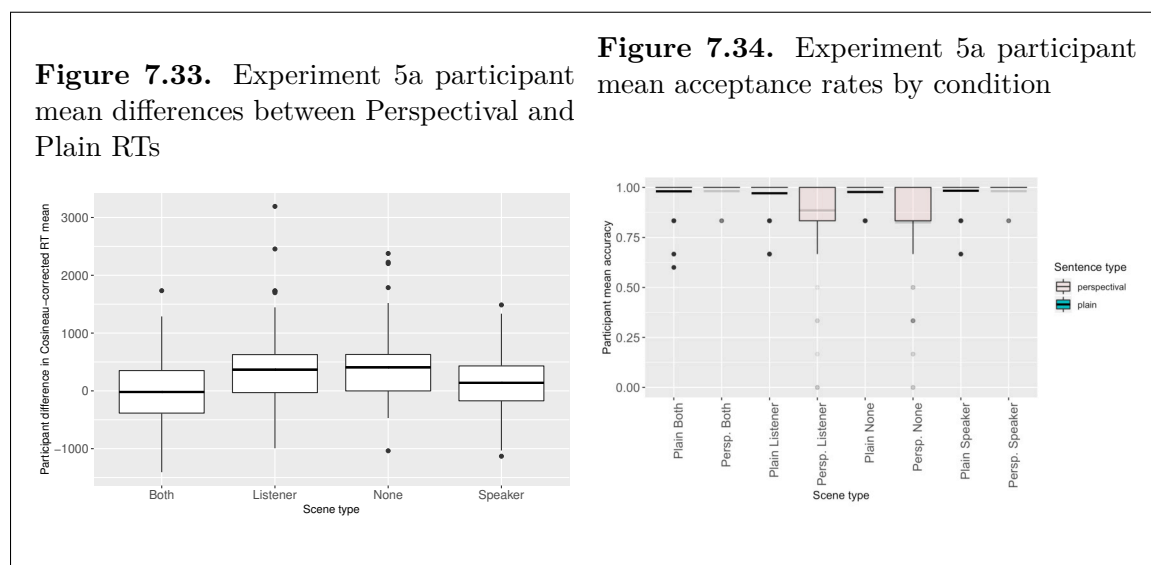 Figure 7.33. Experiment 5a participant
mean differences between Perspectival and
Plain RTs
Participant difference in Cosineau-corrected RT mean
3000
2000
1000
0
−1000
Both
Listener
None
Speaker
Scene type
Figure 7.34. Experiment 5a participant
mean acceptance rates by condition
Participant mean accuracy
1.00
0.75
0.50
0.25
0.00
Plain Both
Persp. Both
Plain Listener
Persp. Listener
Plain None
Persp. None
Plain Speaker
Persp. Speaker
Scene type
Sentence type
perspectival
plain